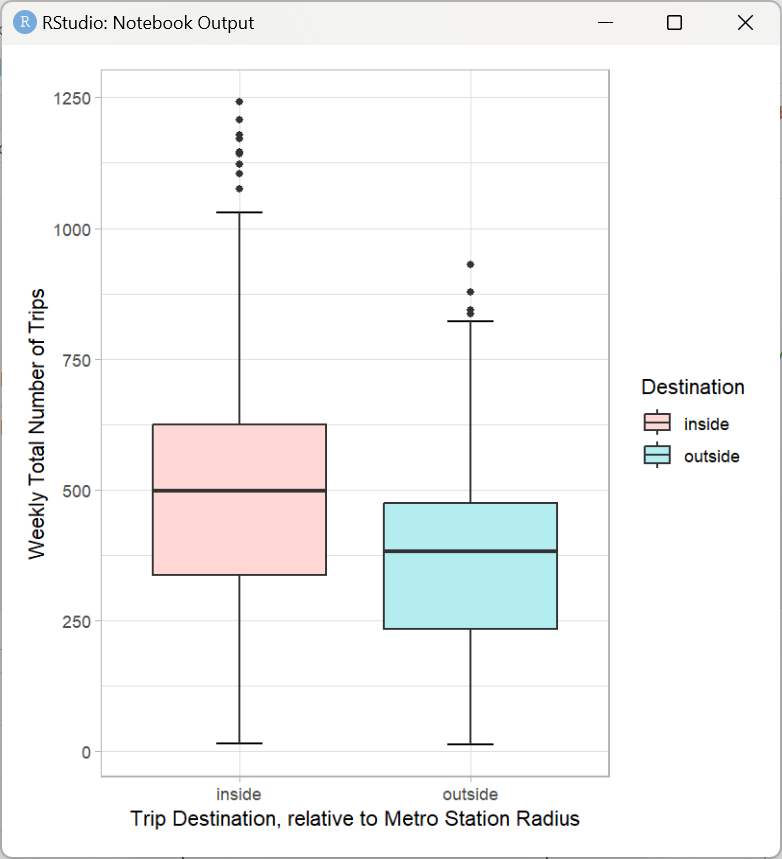 R RStudio: Notebook Output
1250
1000
750
500
250
0
Weekly Total Number of Trips
inside
outside
Trip Destination, relative to Metro Station Radius
Destination
inside
outside